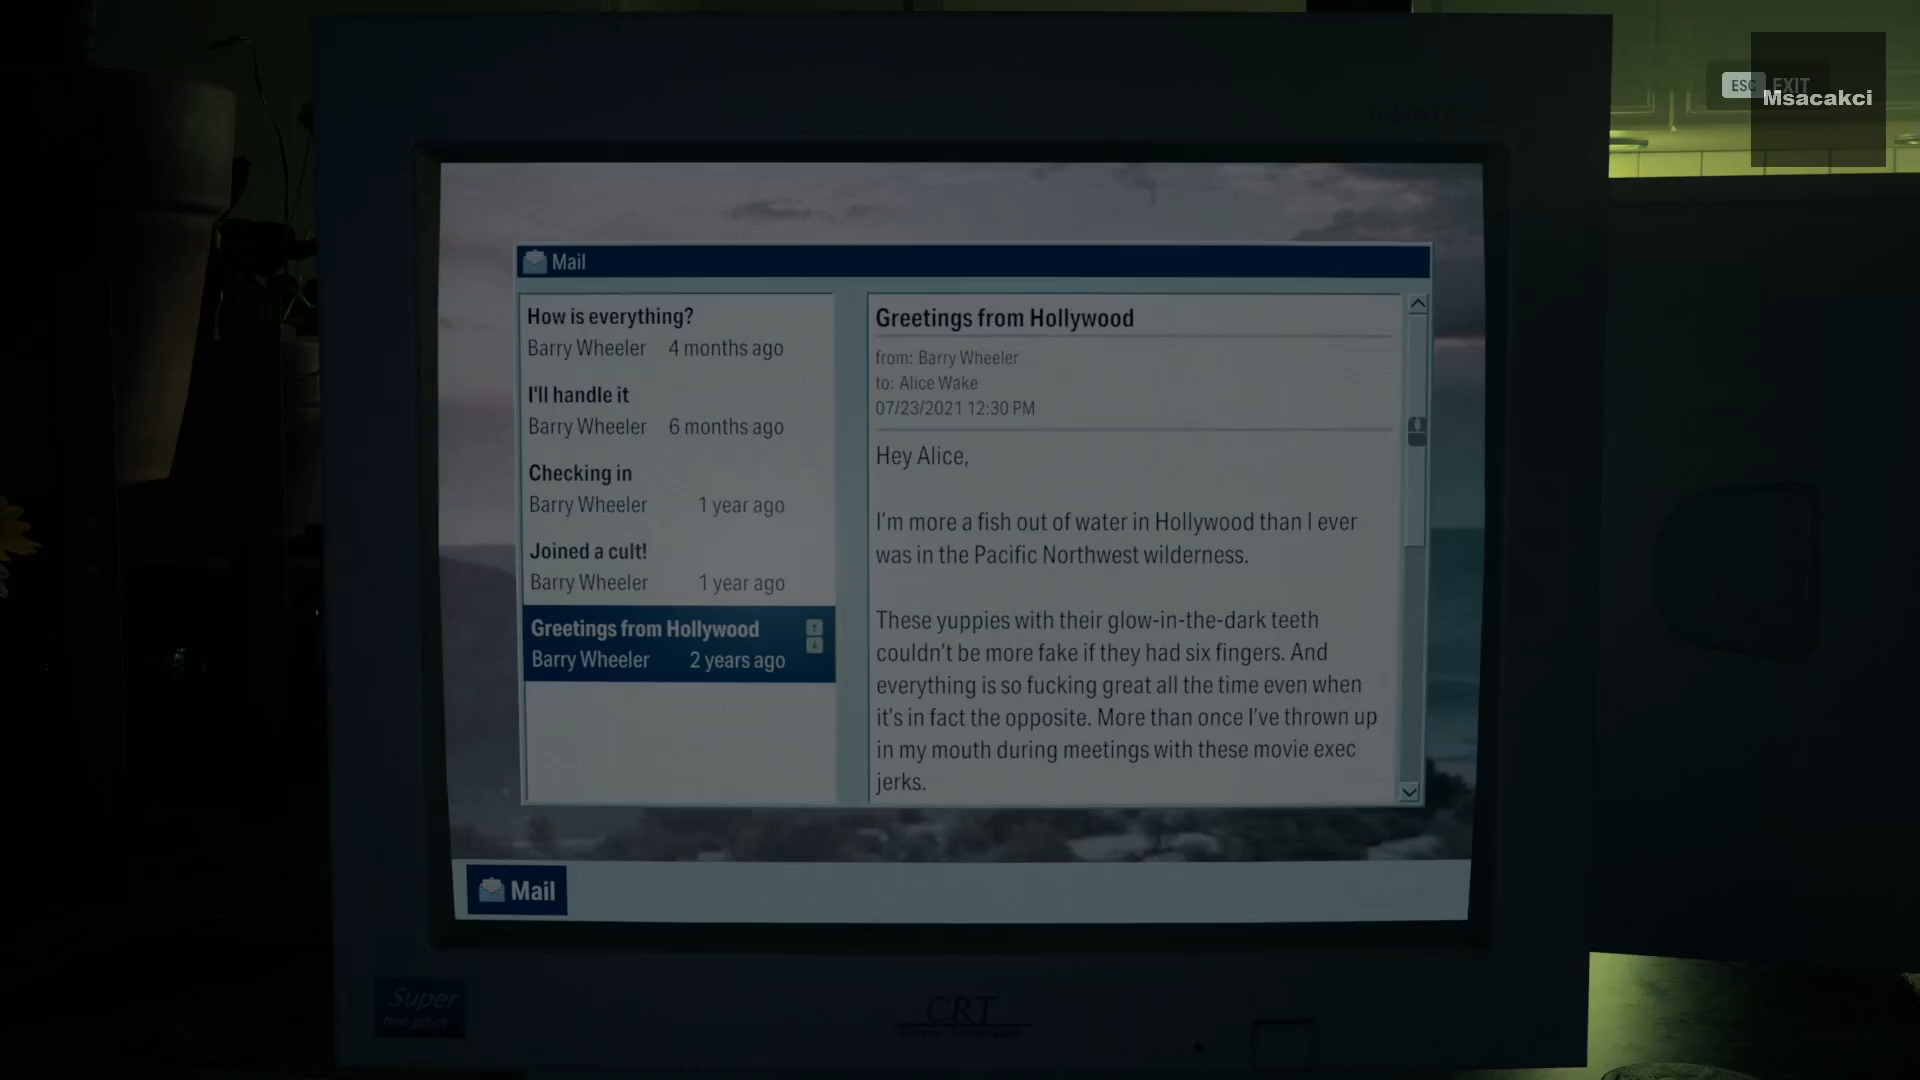 ESC EXIT
Msacakci
Mail
How is everything?
Barry Wheeler 4 months ago
I'll handle it
Barry Wheeler 6 months ago
Checking in
Barry Wheeler 1 year ago
Joined a cult!
Barry Wheeler 1 year ago
Greetings from Hollywood
Barry Wheeler 2 years ago
Greetings from Hollywood
from: Barry Wheeler
to: Alice Wake
07/23/2021 12:30 PM
Hey Alice,
I'm more a fish out of water in Hollywood than I ever
was in the Pacific Northwest wilderness.
These yuppies with their glow-in-the-dark teeth
couldn't be more fake if they had six fingers. And
everything is so fucking great all the time even when
it's in fact the opposite. More than once I've thrown up
in my mouth during meetings with these movie exec
jerks.
Mail
Super
fine pitch
CRT